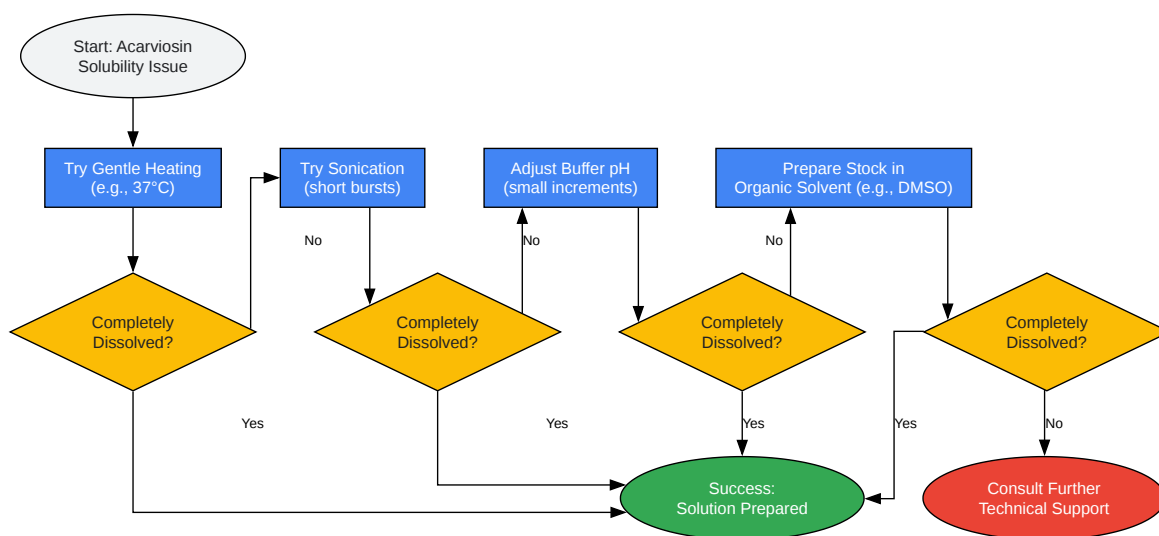 Start: Acarviosin
Solubility Issue
Try Gentle Heating
(e.g., 37°C)
Try Sonication
(short bursts)
Adjust Buffer pH
(small increments)
Prepare Stock in
Organic Solvent (e.g., DMSO)
No
No
No
Completely
Dissolved?
Completely
Dissolved?
Completely
Dissolved?
Completely
Dissolved?
Yes
Yes
Yes
Yes
No
Success:
Solution Prepared
Consult Further
Technical Support